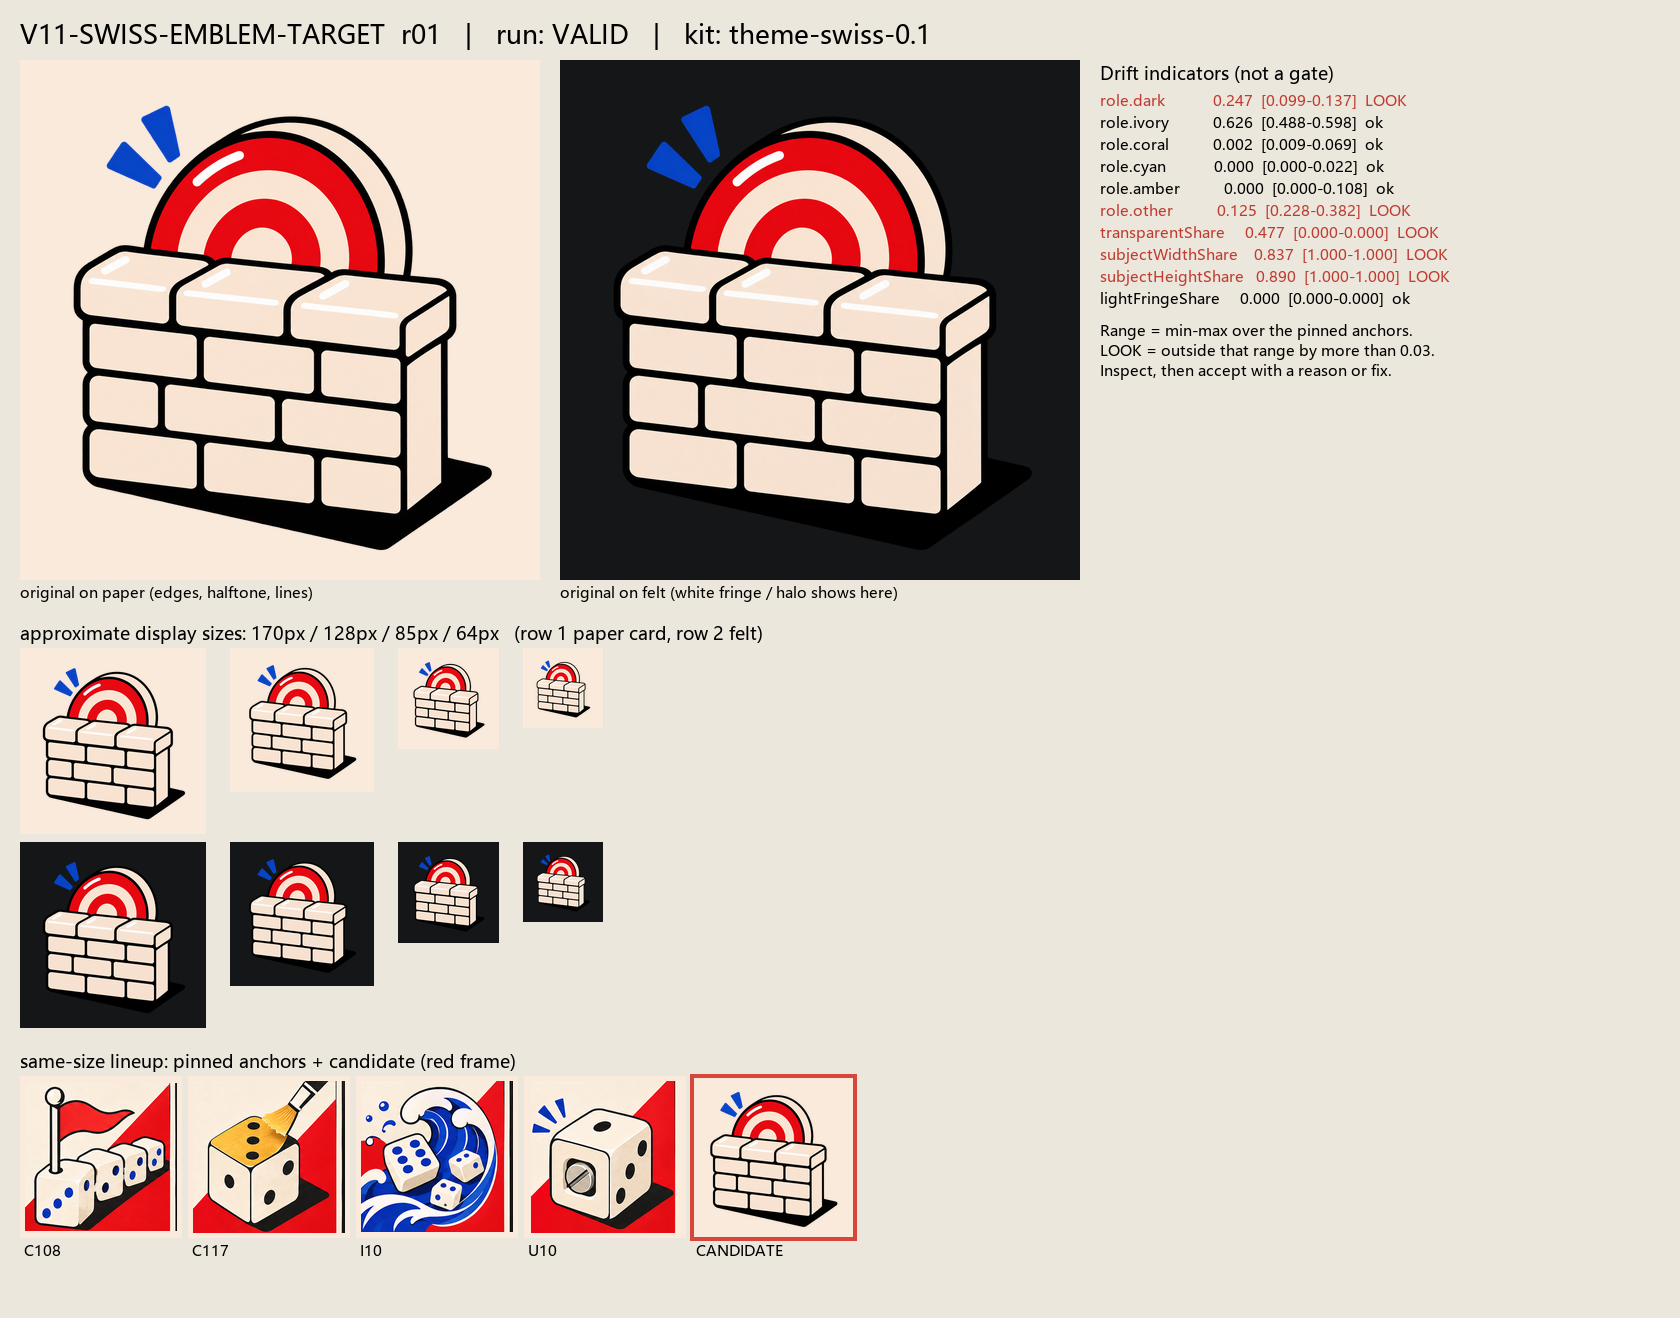 V11-SWISS-EMBLEM-TARGET r01 | run: VALID | kit: theme-swiss-0.1
Drift indicators (not a gate)
role.dark 0.247 [0.099-0.137] LOOK
role.ivory 0.626 [0.488-0.598] ok
role.coral 0.002 [0.009-0.069] ok
role.cyan 0.000 [0.000-0.022] ok
role.amber 0.000 [0.000-0.108] ok
role.other 0.125 [0.228-0.382] LOOK
transparentShare 0.477 [0.000-0.000] LOOK
subjectWidthShare 0.837 [1.000-1.000] LOOK
subjectHeightShare 0.890 [1.000-1.000] LOOK
lightFringeShare 0.000 [0.000-0.000] ok
Range = min-max over the pinned anchors.
LOOK = outside that range by more than 0.03.
Inspect, then accept with a reason or fix.
original on paper (edges, halftone, lines)
original on felt (white fringe / halo shows here)
approximate display sizes: 170px / 128px / 85px / 64px (row 1 paper card, row 2 felt)
same-size lineup: pinned anchors + candidate (red frame)
C108
C117
I10
U10
CANDIDATE